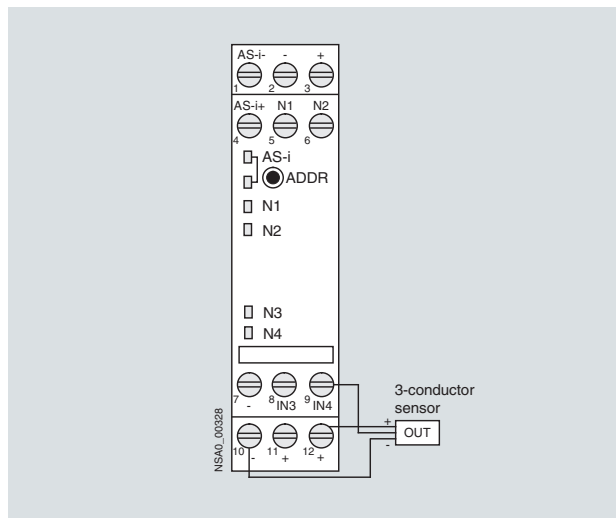 AS-i- - +
1 2 3
AS-i+ N1 N2
4 5 6
AS-i
ADDR
N1
N2
N3
N4
7 8 9
- IN3 IN4
10 11 12
- + +
3-conductor
sensor
+
OUT
-
NSA0_00328